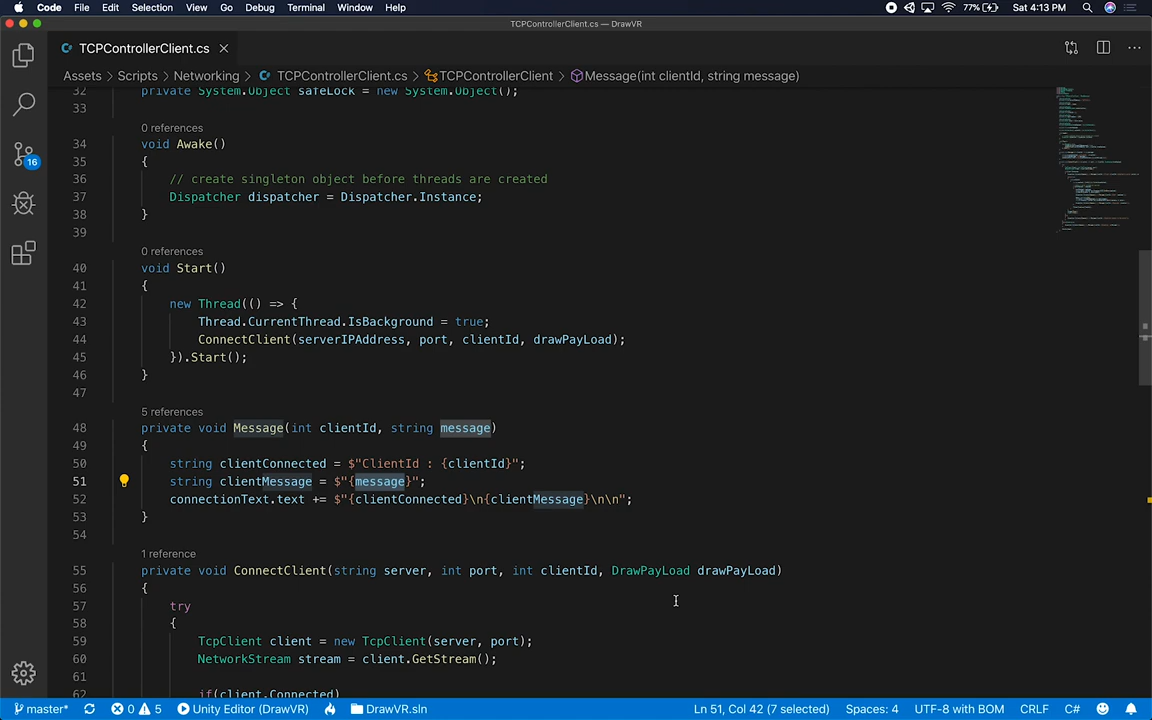 Code File Edit Selection View Go Debug Terminal Window Help 77% Sat 4:13 PM
TCPControllerClient.cs — DrawVR
TCPControllerClient.cs
Assets > Scripts > Networking > TCPControllerClient.cs > TCPControllerClient > Message(int clientId, string message)
32 private System.Object safeLock = new System.Object();
33
0 references
34 void Awake()
35 {
36 // create singleton object before threads are created
37 Dispatcher dispatcher = Dispatcher.Instance;
38 }
39
0 references
40 void Start()
41 {
42 new Thread(() => {
43 Thread.CurrentThread.IsBackground = true;
44 ConnectClient(serverIPAddress, port, clientId, drawPayLoad);
45 }).Start();
46 }
47
5 references
48 private void Message(int clientId, string message)
49 {
50 string clientConnected = $"ClientId : {clientId}";
51 string clientMessage = $"{message}";
52 connectionText.text += $"{clientConnected}\n{clientMessage}\n\n";
53 }
54
1 reference
55 private void ConnectClient(string server, int port, int clientId, DrawPayLoad drawPayLoad)
56 {
57 try
58 {
59 TcpClient client = new TcpClient(server, port);
60 NetworkStream stream = client.GetStream();
61
62 if(client.Connected)
16
master* 0 5 Unity Editor (DrawVR) DrawVR.sln Ln 51, Col 42 (7 selected) Spaces: 4 UTF-8 with BOM CRLF C#